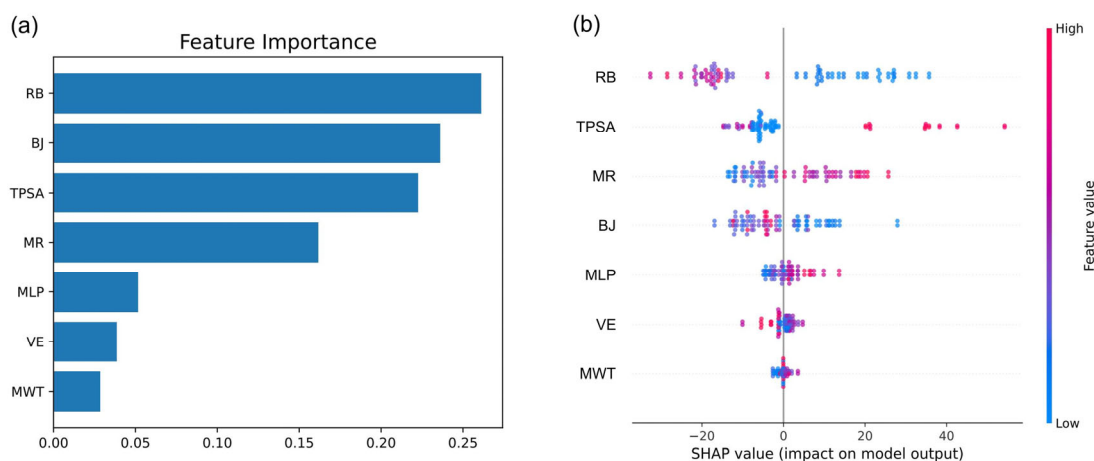 (a)
Feature Importance
RB
BJ
TPSA
MR
MLP
VE
MWT
0.00 0.05 0.10 0.15 0.20 0.25
(b)
RB
TPSA
MR
BJ
MLP
VE
MWT
−20 0 20 40
SHAP value (impact on model output)
High
Feature value
Low